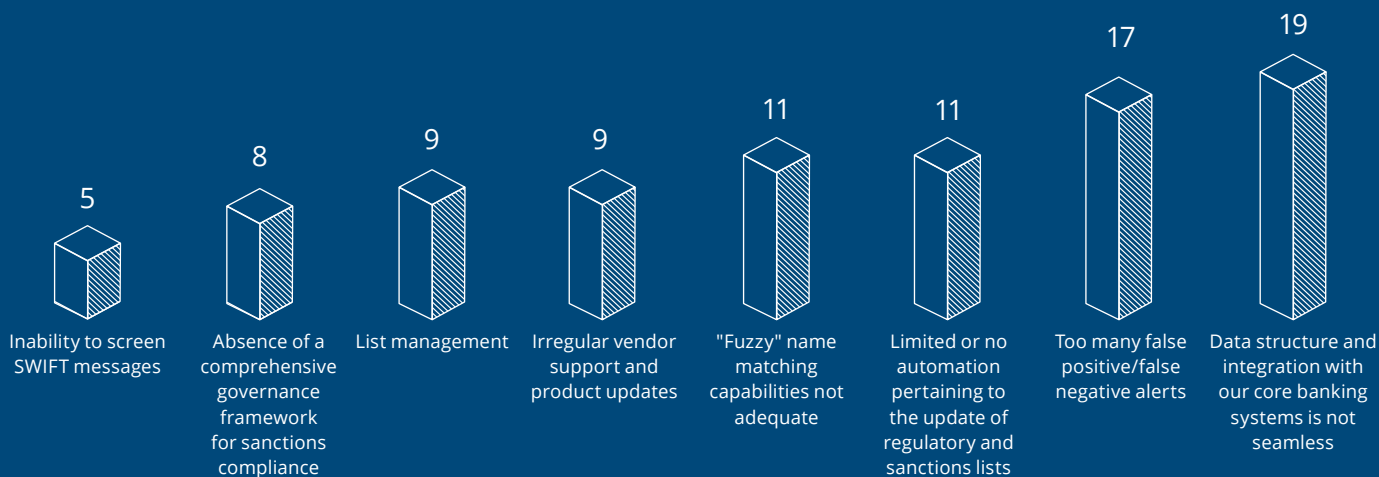 5
Inability to screen
SWIFT messages
8
Absence of a
comprehensive
governance
framework
for sanctions
compliance
9
List management
9
Irregular vendor
support and
product updates
11
"Fuzzy" name
matching
capabilities not
adequate
11
Limited or no
automation
pertaining to
the update of
regulatory and
sanctions lists
17
Too many false
positive/false
negative alerts
19
Data structure and
integration with
our core banking
systems is not
seamless